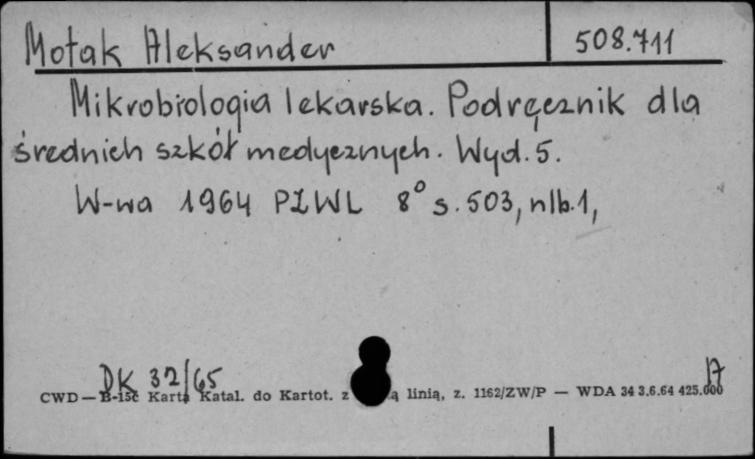 Motak Aleksander 508.711
Mikrobiologia lekarska. Podręcznik dla
średnich szkół medycznych. Wyd. 5.
W-wa 1964 PZWL 8° s. 503, nlb. 1,
DK 32/65 17
CWD — B-15c Karta Katal. do Kartot. z linią, z. 1162/ZW/P — WDA 34 3.6.64 425.000